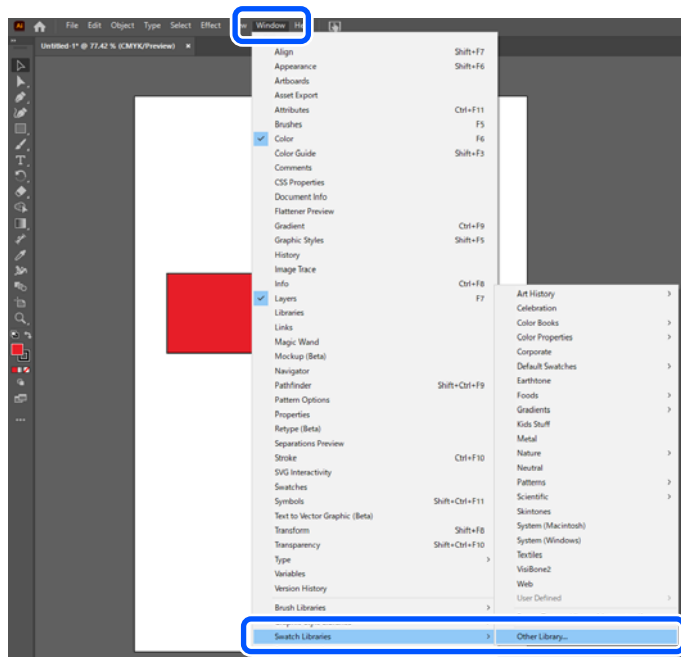 Ai File Edit Object Type Select Effect Window
Untitled-1* @ 77.42 % (CMYK/Preview) ×
Align Shift+F7
Appearance Shift+F6
Artboards
Asset Export
Attributes Ctrl+F11
Brushes F5
Color F6
Color Guide Shift+F3
Comments
CSS Properties
Document Info
Flattener Preview
Gradient Ctrl+F9
Graphic Styles Shift+F5
History
Image Trace
Info Ctrl+F8
Layers F7
Libraries
Links
Magic Wand
Mockup (Beta)
Navigator
Pathfinder Shift+Ctrl+F9
Pattern Options
Properties
Retype (Beta)
Separations Preview
Stroke Ctrl+F10
SVG Interactivity
Swatches
Symbols Shift+Ctrl+F11
Text to Vector Graphic (Beta)
Transform Shift+F8
Transparency Shift+Ctrl+F10
Type
Variables
Version History
Brush Libraries
Swatch Libraries
Art History
Celebration
Color Books
Color Properties
Corporate
Default Swatches
Earthtone
Foods
Gradients
Kids Stuff
Metal
Nature
Neutral
Patterns
Scientific
Skintones
System (Macintosh)
System (Windows)
Textiles
VisiBone2
Web
User Defined
Other Library...